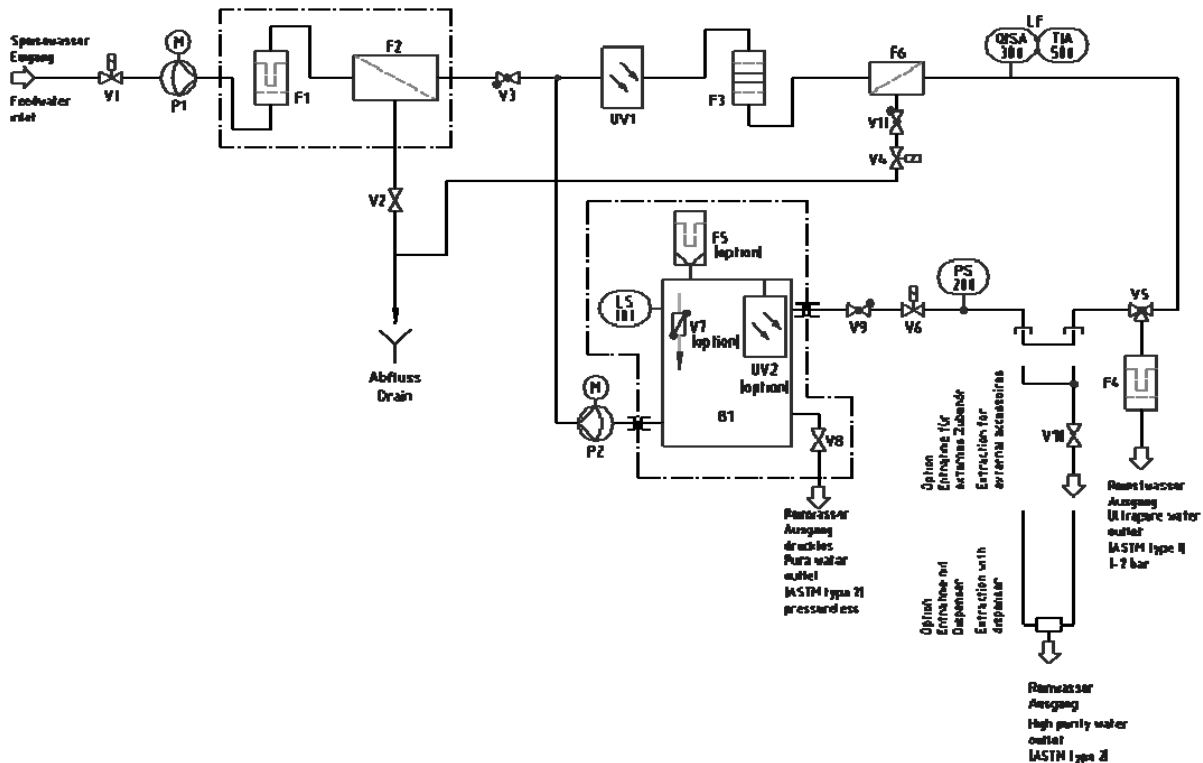 Speisewasser
Eingang
Feedwater
inlet
V1
M
P1
F1
F2
V2
V3
UV1
F3
F6
V11
V4
LF
QISA
300
TIA
500
Abfluss
Drain
F5
(option)
LS
101
V7
(option)
UV2
(option)
B1
M
P2
V8
V9
V6
PS
200
V5
F4
V10
Option
Entnahme für
externes Zubehör
Extraction for
external accessoires
Reinwasser
Ausgang
drucklos
Pure water
outlet
(ASTM type 2)
pressureless
Reinstwasser
Ausgang
Ultrapure water
outlet
(ASTM type 1)
1-2 bar
Option
Entnahme mit
Dispenser
Extraction with
dispenser
Reinwasser
Ausgang
High purity water
outlet
(ASTM type 2)